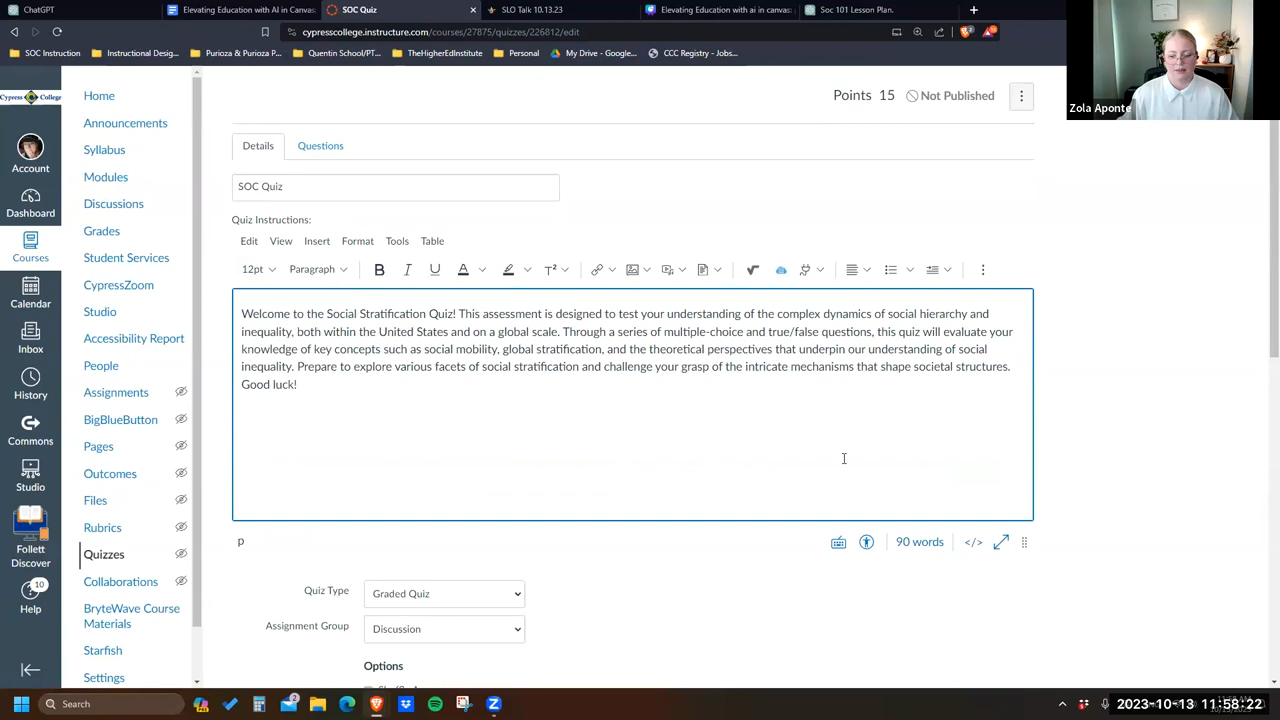 ChatGPT
Elevating Education with AI in Canvas
SOC Quiz
SLO Talk 10.13.23
Elevating Education with AI in canvas:
Soc 101 Lesson Plan.
cypresscollege.instructure.com/courses/27875/quizzes/226812/edit
SOC Instruction
Instructional Desig...
Purioza & Purioza P...
Quentin School/PT...
TheHigherEdInstitute
Personal
My Drive - Google...
CCC Registry - Jobs...
Zola Aponte
Cypress College
Account
Dashboard
Courses
Calendar
Inbox
History
Commons
Studio
Follett
Discover
10
Help
Home
Announcements
Syllabus
Modules
Discussions
Grades
Student Services
CypressZoom
Studio
Accessibility Report
People
Assignments
BigBlueButton
Pages
Outcomes
Files
Rubrics
Quizzes
Collaborations
BryteWave Course
Materials
Starfish
Settings
Points 15 Not Published
Details Questions
SOC Quiz
Quiz Instructions:
Edit View Insert Format Tools Table
12pt Paragraph B I U A T²
Welcome to the Social Stratification Quiz! This assessment is designed to test your understanding of the complex dynamics of social hierarchy and
inequality, both within the United States and on a global scale. Through a series of multiple-choice and true/false questions, this quiz will evaluate your
knowledge of key concepts such as social mobility, global stratification, and the theoretical perspectives that underpin our understanding of social
inequality. Prepare to explore various facets of social stratification and challenge your grasp of the intricate mechanisms that shape societal structures.
Good luck!
p
90 words </>
Quiz Type Graded Quiz
Assignment Group Discussion
Options
Search
2
2023-10-13 11:58:22